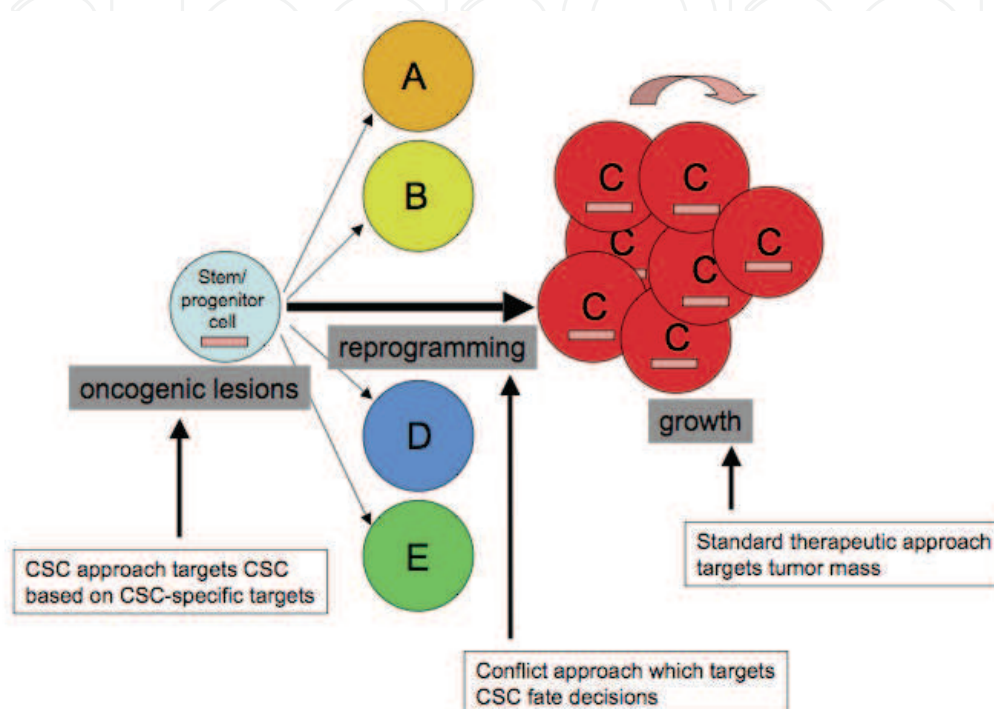 A
B
Stem/
progenitor
cell
C
C
C
C
C
C
C
reprogramming
oncogenic lesions
growth
D
E
Standard therapeutic approach
targets tumor mass
CSC approach targets CSC
based on CSC-specific targets
Conflict approach which targets
CSC fate decisions